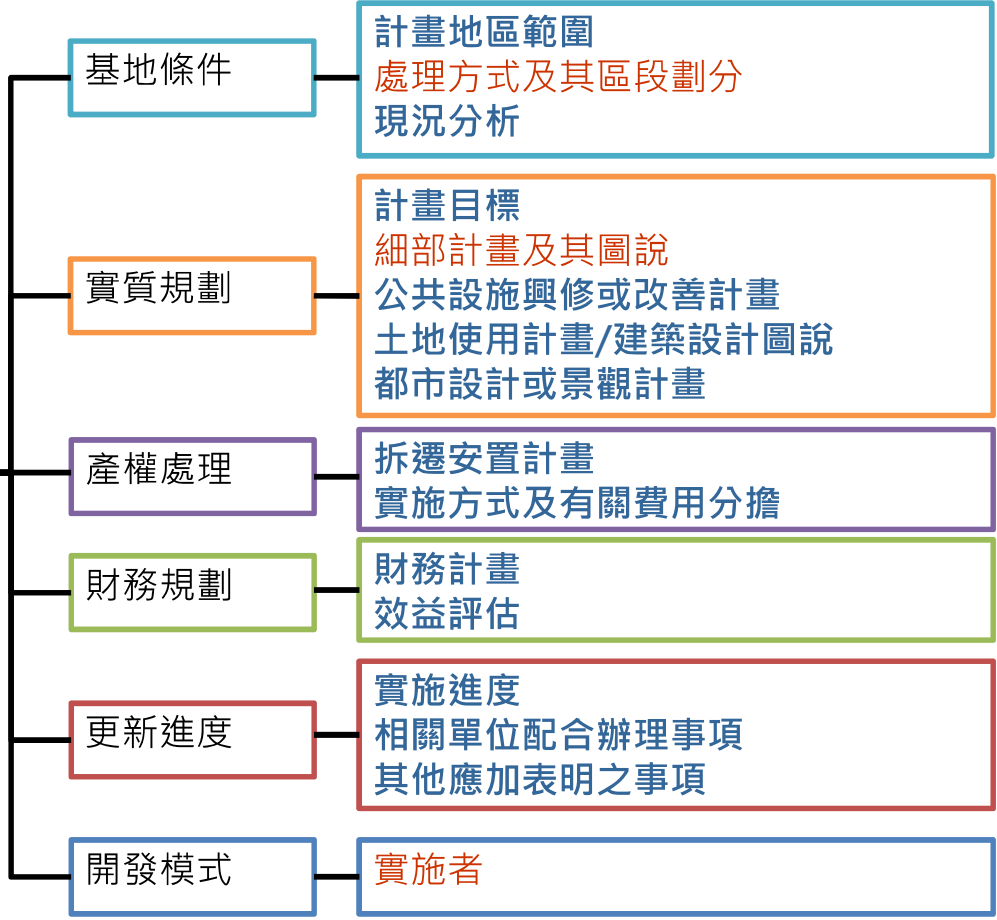 基地條件
計畫地區範圍
處理方式及其區段劃分
現況分析
實質規劃
計畫目標
細部計畫及其圖說
公共設施興修或改善計畫
土地使用計畫/建築設計圖說
都市設計或景觀計畫
產權處理
拆遷安置計畫
實施方式及有關費用分擔
財務規劃
財務計畫
效益評估
更新進度
實施進度
相關單位配合辦理事項
其他應加表明之事項
開發模式
實施者